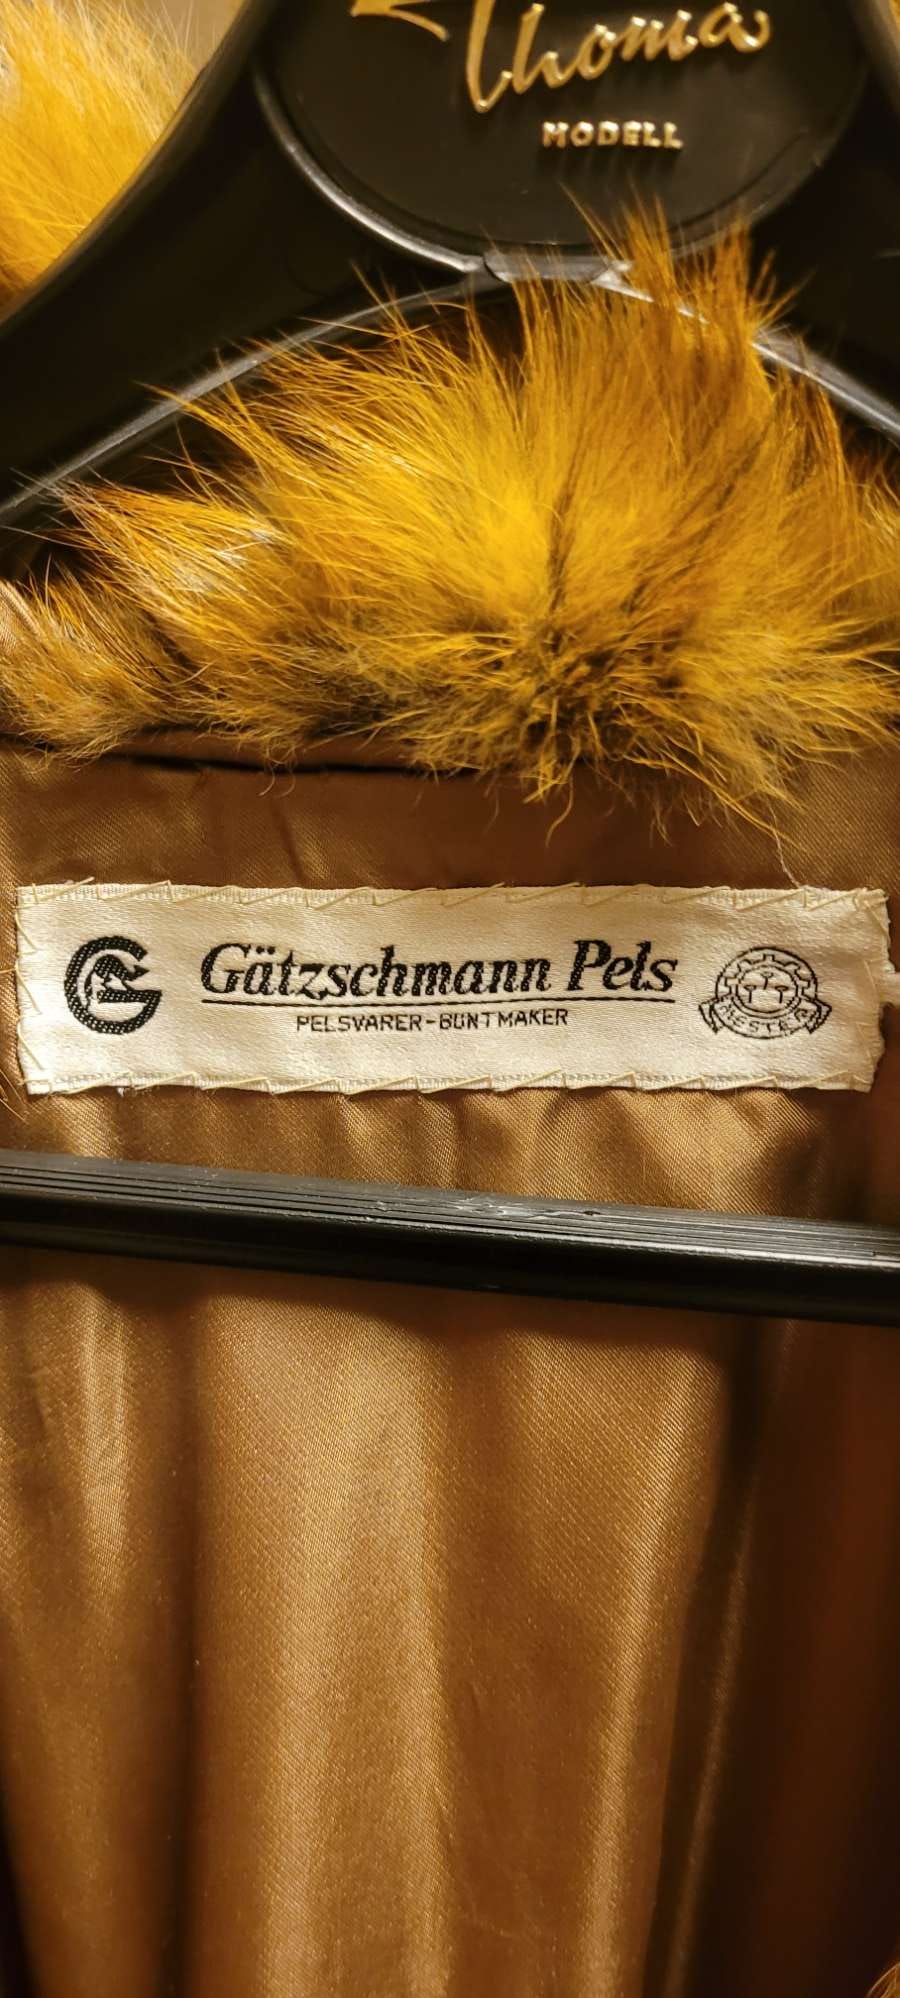 Thoma
MODELL
Gätzschmann Pels
PELSVARER-BUNTMAKER
MESTER